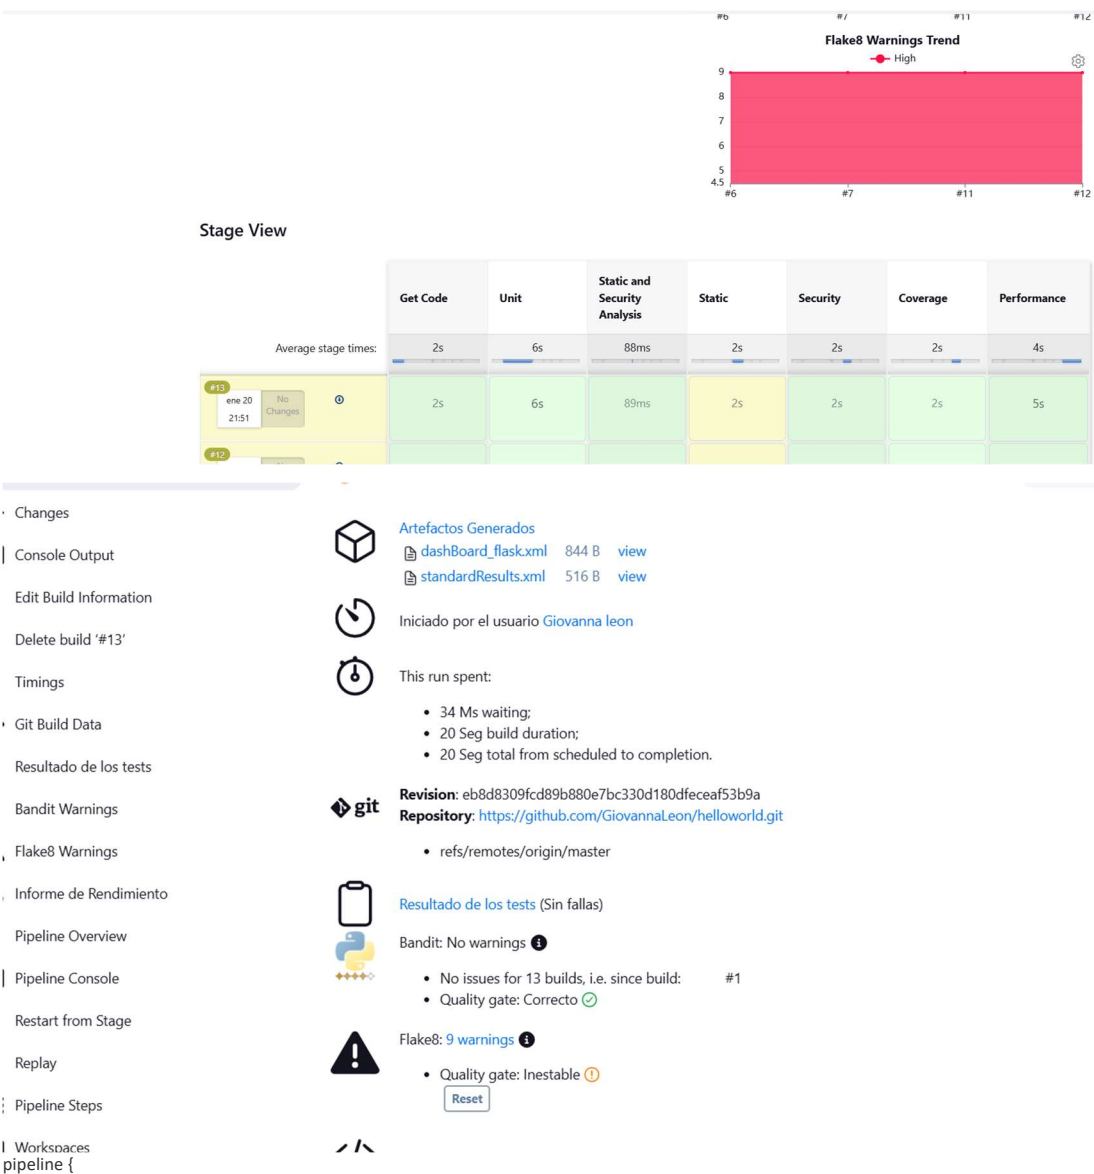 #6 #7 #11 #12
Flake8 Warnings Trend
High
9
8
7
6
5
4.5
#6 #7 #11 #12
Stage View
Get Code Unit Static and Security Analysis Static Security Coverage Performance
Average stage times: 2s 6s 88ms 2s 2s 2s 4s
#13
ene 20 21:51 No Changes 2s 6s 89ms 2s 2s 2s 5s
#12
Changes
Console Output
Edit Build Information
Delete build ‘#13’
Timings
Git Build Data
Resultado de los tests
Bandit Warnings
Flake8 Warnings
Informe de Rendimiento
Pipeline Overview
Pipeline Console
Restart from Stage
Replay
Pipeline Steps
Workspaces
Artefactos Generados
dashBoard_flask.xml 844 B view
standardResults.xml 516 B view
Iniciado por el usuario Giovanna leon
This run spent:
• 34 Ms waiting;
• 20 Seg build duration;
• 20 Seg total from scheduled to completion.
git
Revision: eb8d8309fcd89b880e7bc330d180dfeceaf53b9a
Repository: https://github.com/GiovannaLeon/helloworld.git
• refs/remotes/origin/master
Resultado de los tests (Sin fallas)
Bandit: No warnings
• No issues for 13 builds, i.e. since build: #1
• Quality gate: Correcto
Flake8: 9 warnings
• Quality gate: Inestable
Reset
pipeline {